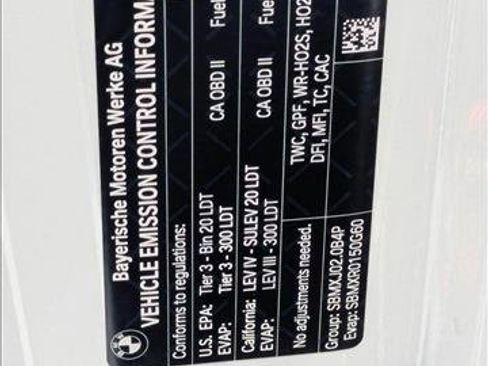 Bayerische Motoren Werke AG
VEHICLE EMISSION CONTROL INFORMA
Conforms to regulations:
U.S. EPA: Tier 3 - Bin 20 LDT CA OBD II Fuel
EVAP: Tier 3 - 300 LDT
California: LEV IV - SULEV 20 LDT CA OBD II Fue
EVAP: LEV III - 300 LDT
No adjustments needed. TWC, GPF, WR-HO2S, HO2
DFI, MFI, TC, CAC
Group: SBMXJ02.0B4P
Evap: SBMXR0150G60